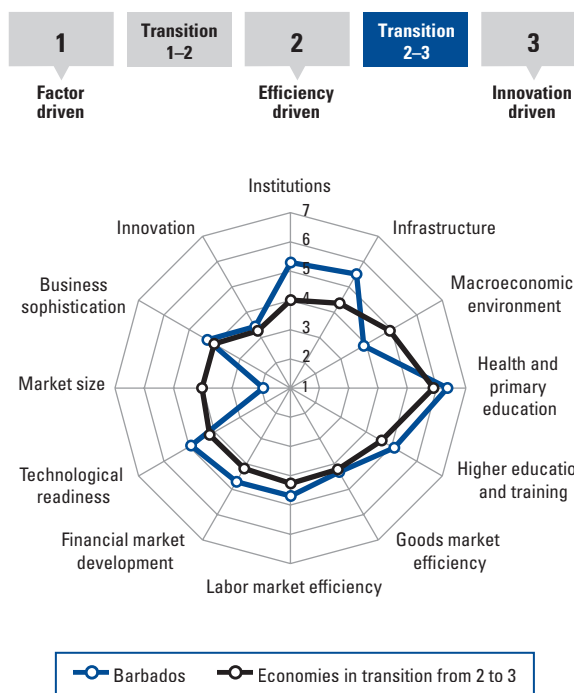 1
Transition
1–2
2
Transition
2–3
3
Factor
driven
Efficiency
driven
Innovation
driven
Institutions
7
6
5
4
3
2
1
Infrastructure
Macroeconomic
environment
Health and
primary
education
Higher educatio
and training
Goods market
efficiency
Labor market efficiency
Financial market
development
Technological
readiness
Market size
Business
sophistication
Innovation
Barbados
Economies in transition from 2 to 3